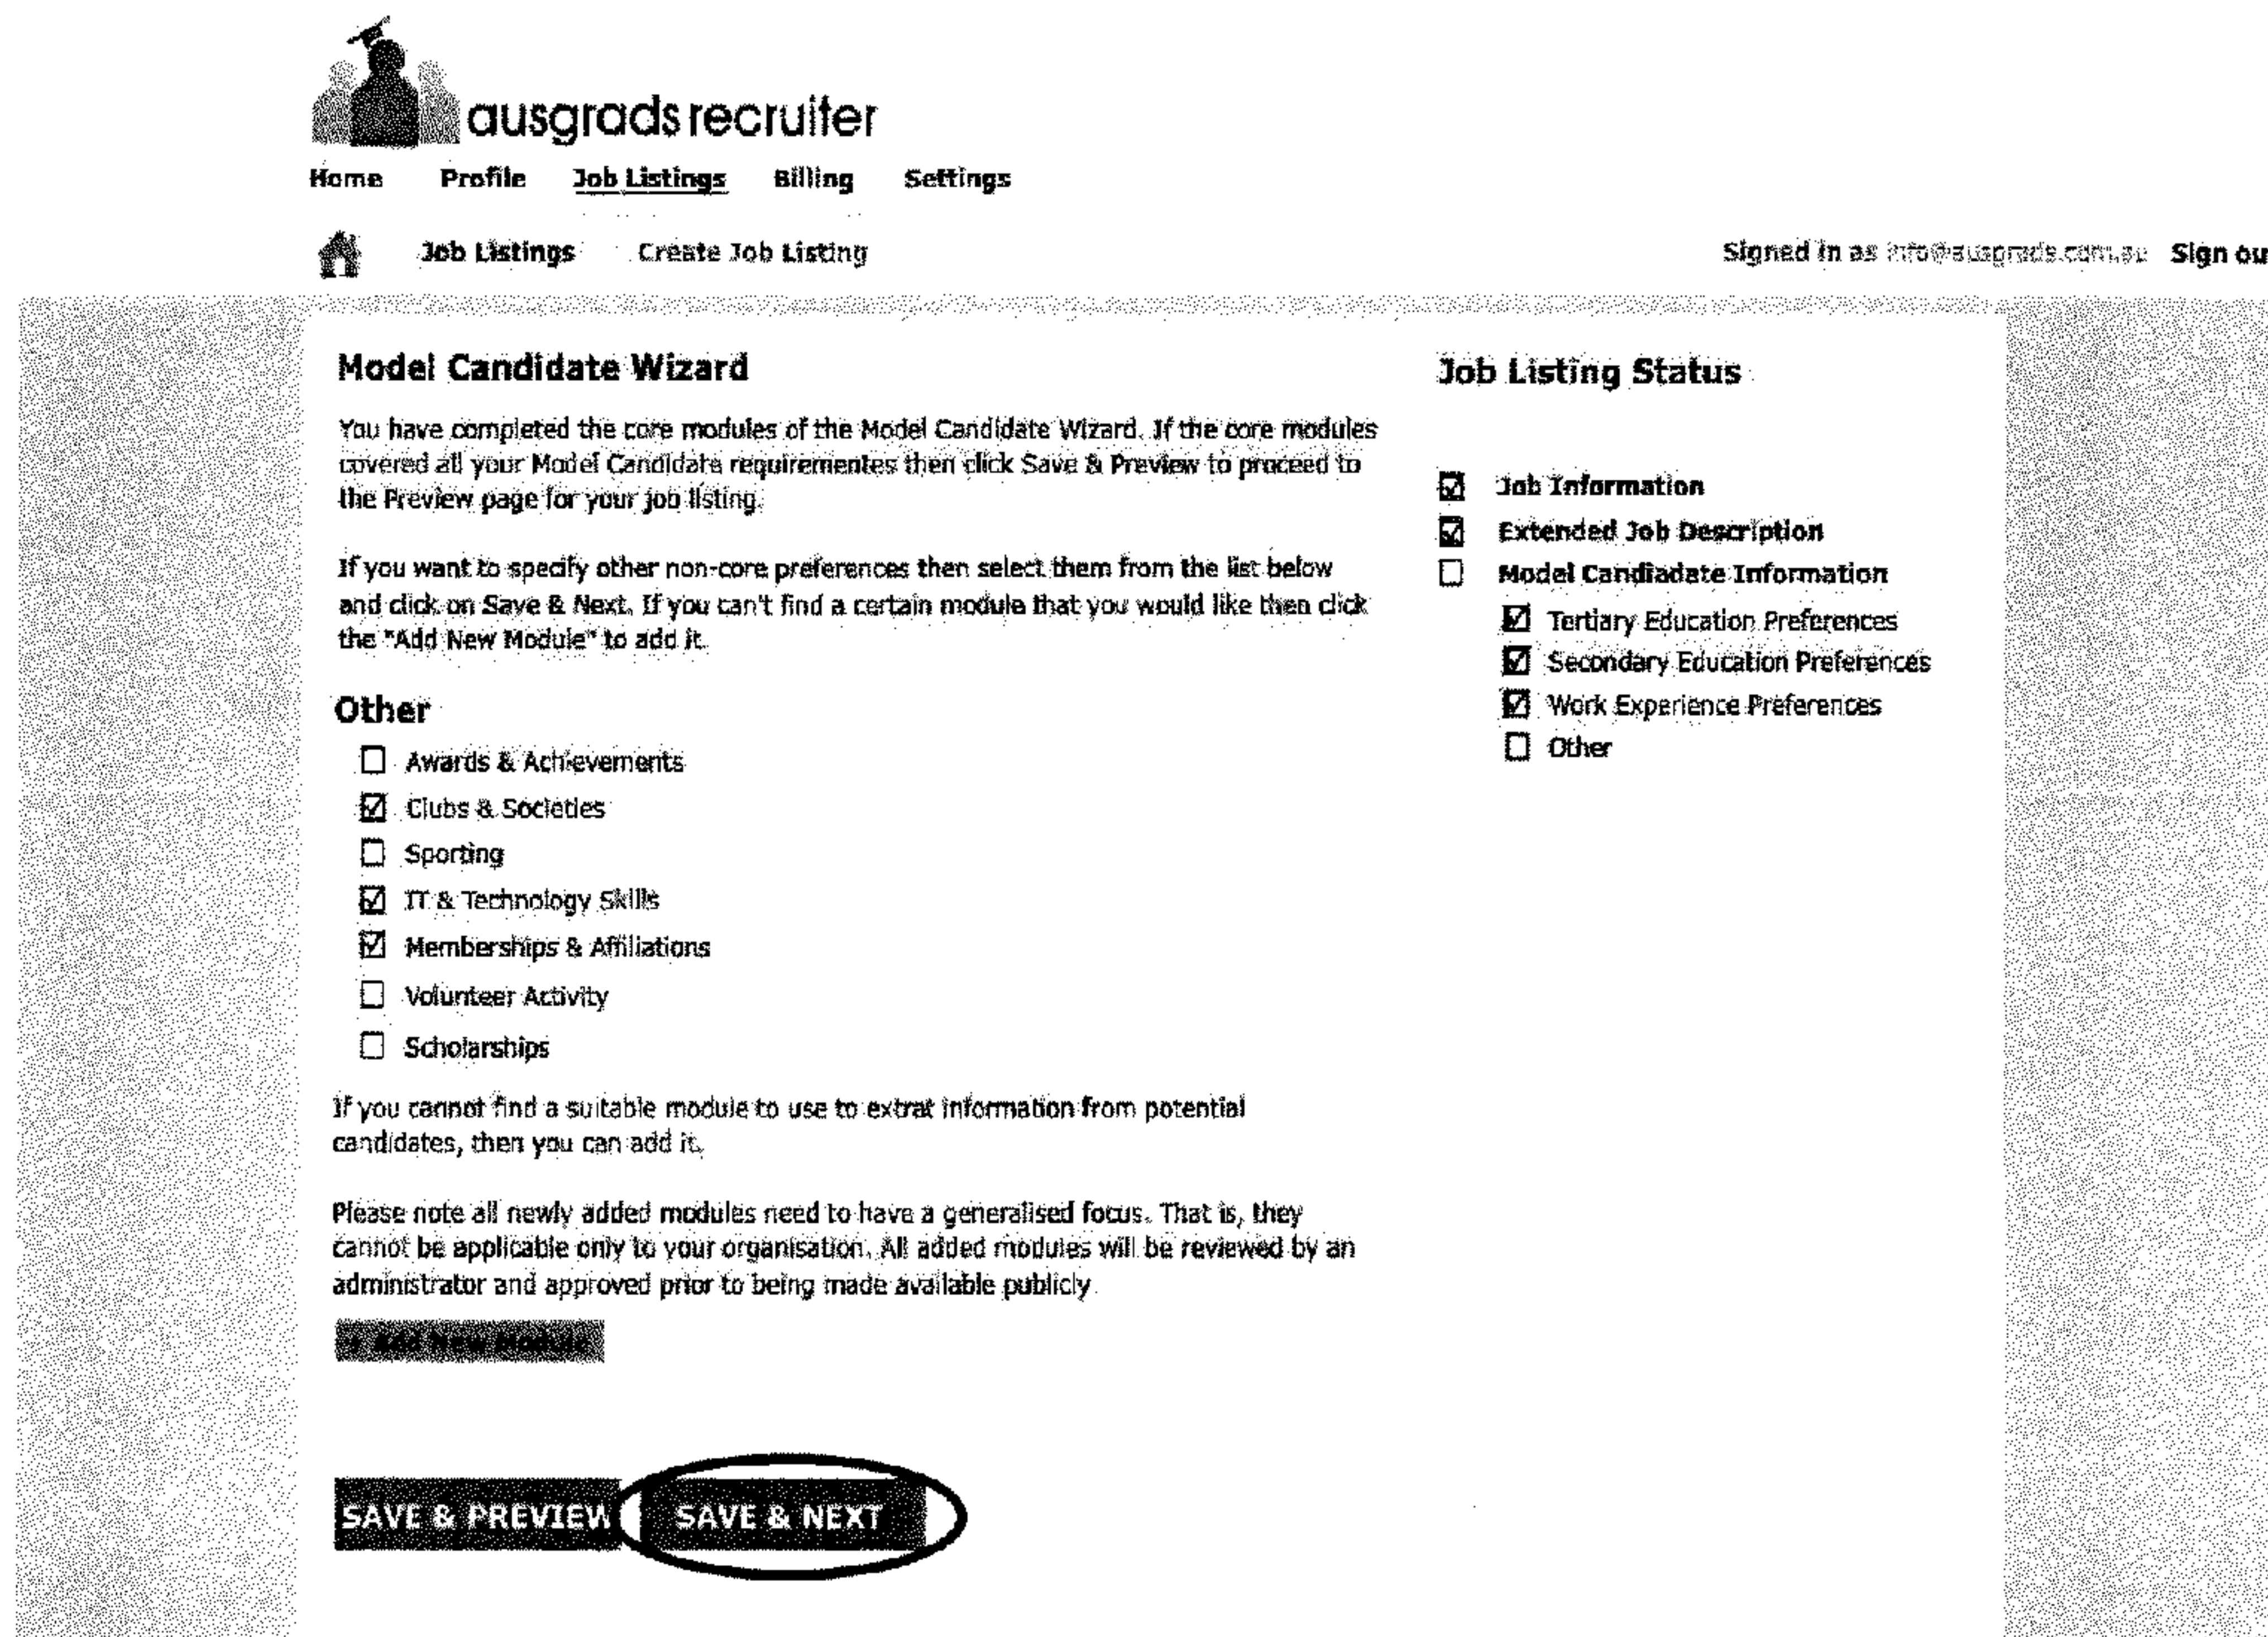 ausgrads recruiter
Home Profile Job Listings Billing Settings
Job Listings Create Job Listing Signed in as info@ausgrads.com.au Sign ou
Model Candidate Wizard
You have completed the core modules of the Model Candidate Wizard. If the core modules
covered all your Model Candidate requirementes then click Save & Preview to proceed to
the Preview page for your job listing.
If you want to specify other non-core preferences then select them from the list below
and click on Save & Next. If you can't find a certain module that you would like then click
the "Add New Module" to add it.
Other
Awards & Achievements
Clubs & Societies
Sporting
IT & Technology Skills
Memberships & Affiliations
Volunteer Activity
Scholarships
If you cannot find a suitable module to use to extrat information from potential
candidates, then you can add it.
Please note all newly added modules need to have a generalised focus. That is, they
cannot be applicable only to your organisation. All added modules will be reviewed by an
administrator and approved prior to being made available publicly.
+ Add New Module
SAVE & PREVIEW SAVE & NEXT
Job Listing Status
Job Information
Extended Job Description
Model Candiadate Information
Tertiary Education Preferences
Secondary Education Preferences
Work Experience Preferences
Other